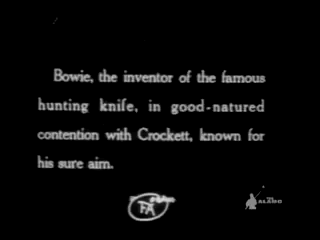 Bowie, the inventor of the famous
hunting knife, in good-natured
contention with Crockett, known for
his sure aim.
FA